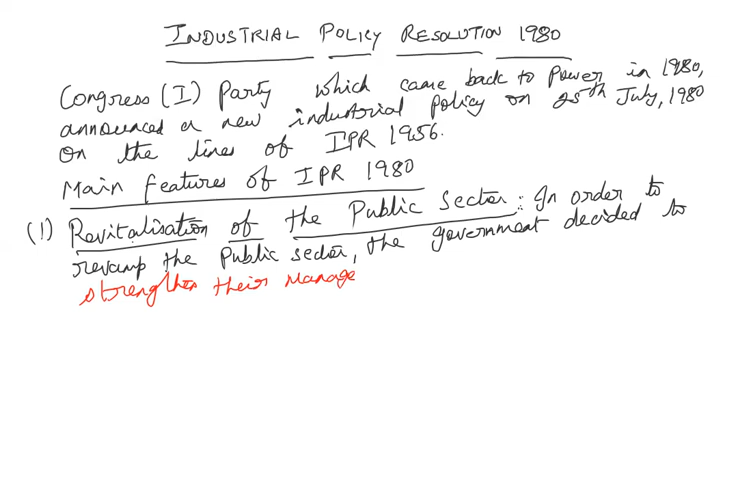 INDUSTRIAL POLICY RESOLUTION 1980
Congress (I) Party which came back to Power in 1980,
announced a new industrial policy on 25th July, 1980
on the lines of IPR 1956.
Main features of IPR 1980
(1) Revitalisation of the Public Sector: In order to
revamp the public sector, the government decided to
strengthen their manage